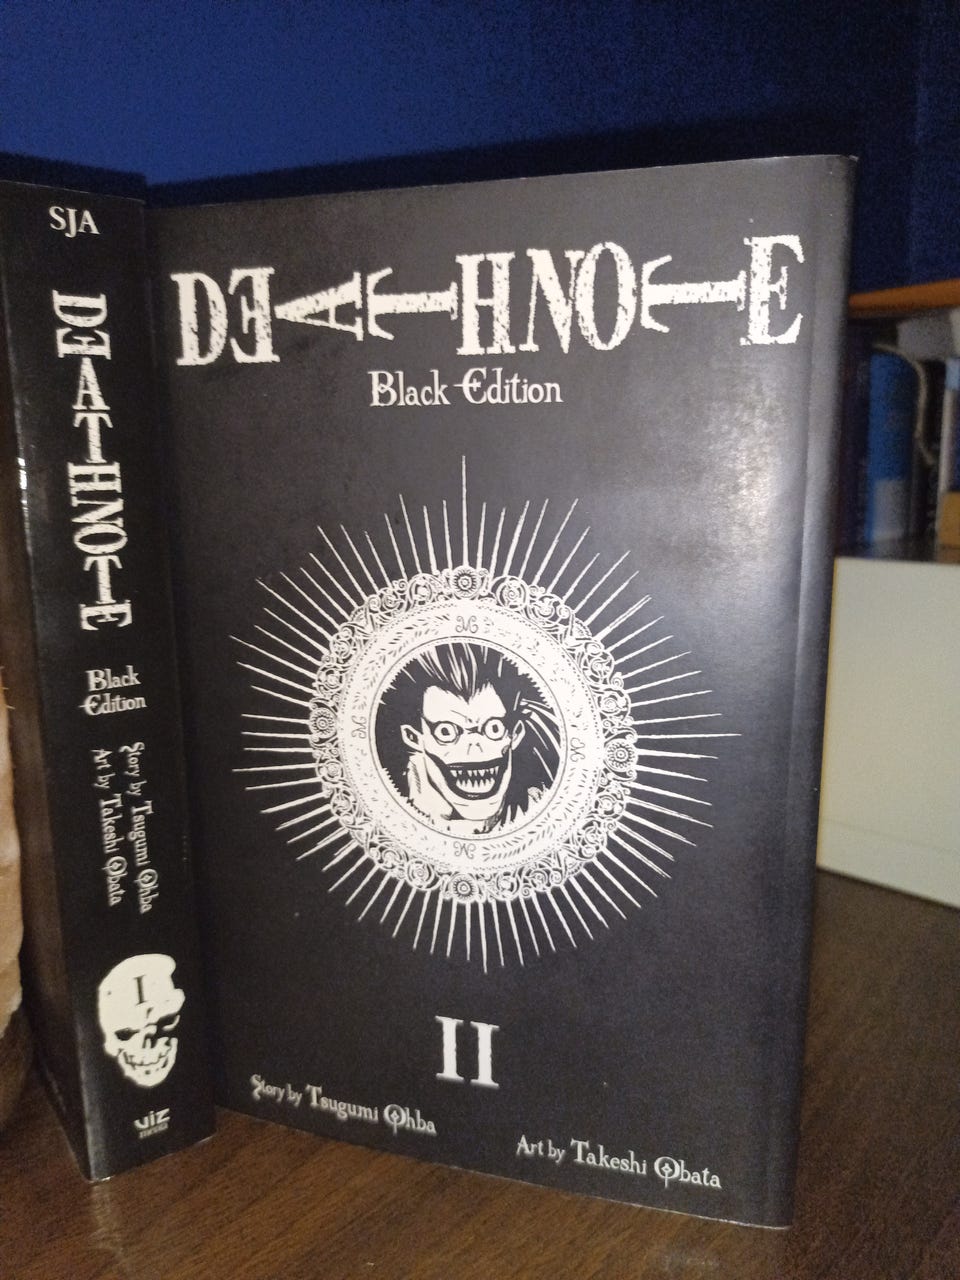 SJA
DEATHNOTE
Black
Edition
Story by Tsugumi Ohba
Art by Takeshi Obata
I
VIZ
media
DEATHNOTE
Black Edition
M
M
M
M
II
Story by Tsugumi Ohba
Art by Takeshi Obata